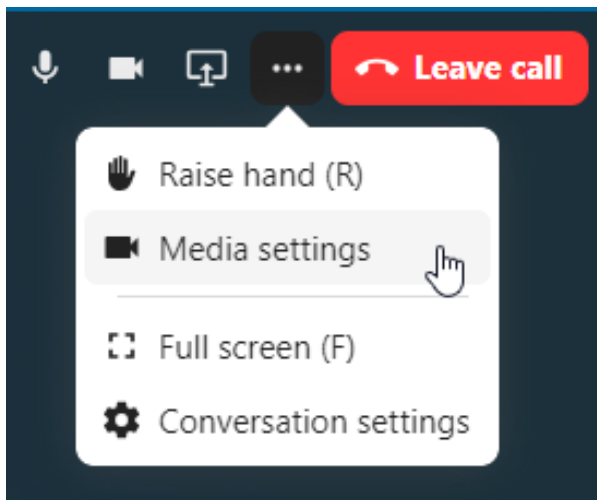 Leave call
Raise hand (R)
Media settings
Full screen (F)
Conversation settings